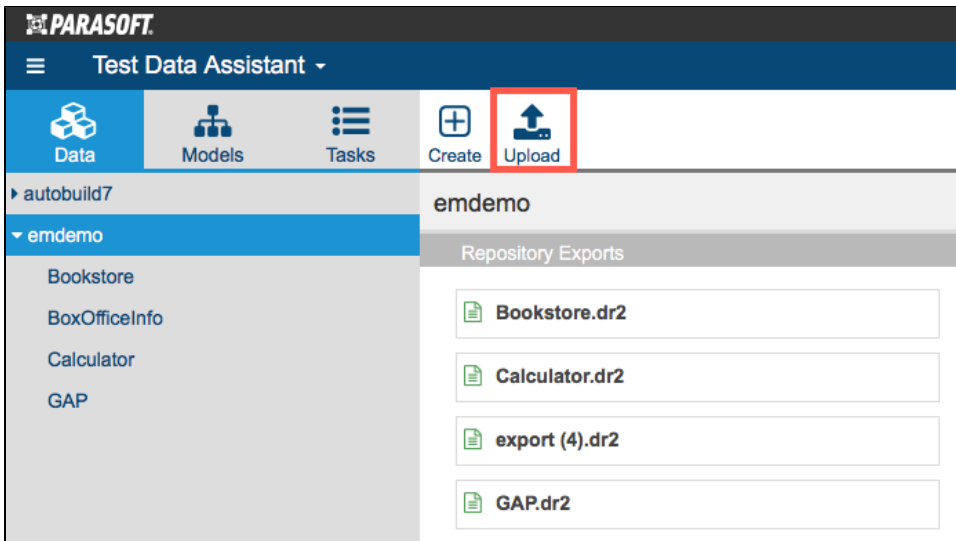 PARASOFT.
Test Data Assistant
Data Models Tasks Create Upload
autobuild7
emdemo
emdemo
Repository Exports
Bookstore
BoxOfficeInfo
Calculator
GAP
Bookstore.dr2
Calculator.dr2
export (4).dr2
GAP.dr2